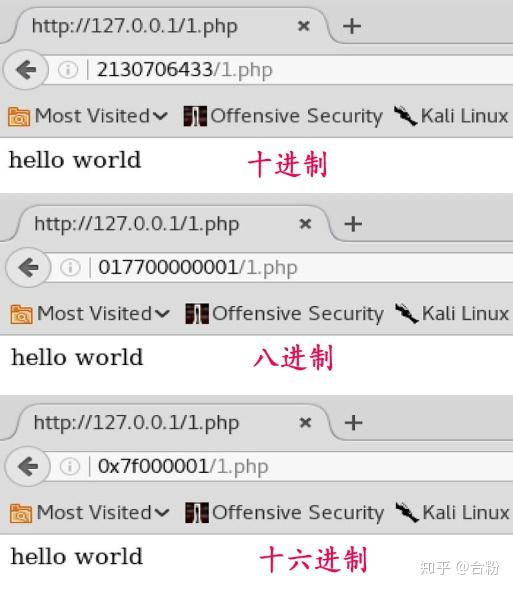 http://127.0.0.1/1.php
2130706433/1.php
Most Visited Offensive Security Kali Linux
hello world 十进制
http://127.0.0.1/1.php
017700000001/1.php
Most Visited Offensive Security Kali Linux
hello world 八进制
http://127.0.0.1/1.php
0x7f000001/1.php
Most Visited Offensive Security Kali Linux
hello world 十六进制
知乎 @合粉